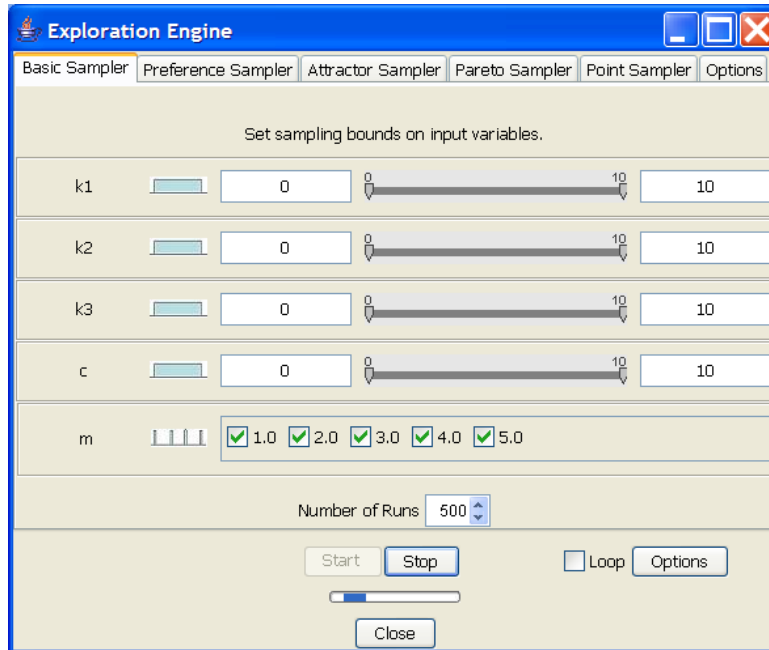 Exploration Engine
Basic Sampler Preference Sampler Attractor Sampler Pareto Sampler Point Sampler Options
Set sampling bounds on input variables.
k1 0 0 10 10
k2 0 0 10 10
k3 0 0 10 10
c 0 0 10 10
m 1.0 2.0 3.0 4.0 5.0
Number of Runs 500
Start Stop Loop Options
Close